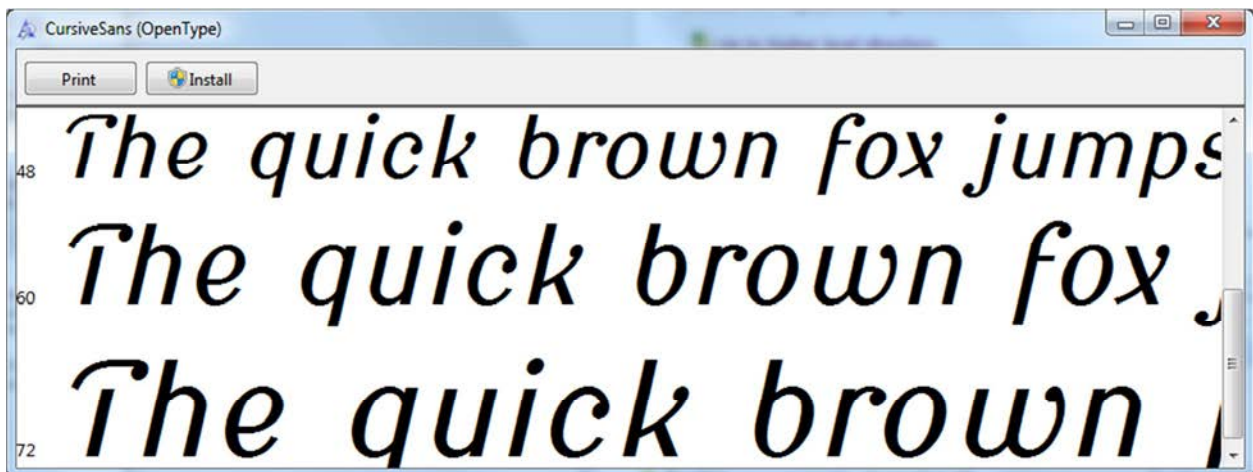 CursiveSans (OpenType)
Print Install
48 The quick brown fox jumps
60 The quick brown fox j
72 The quick brown